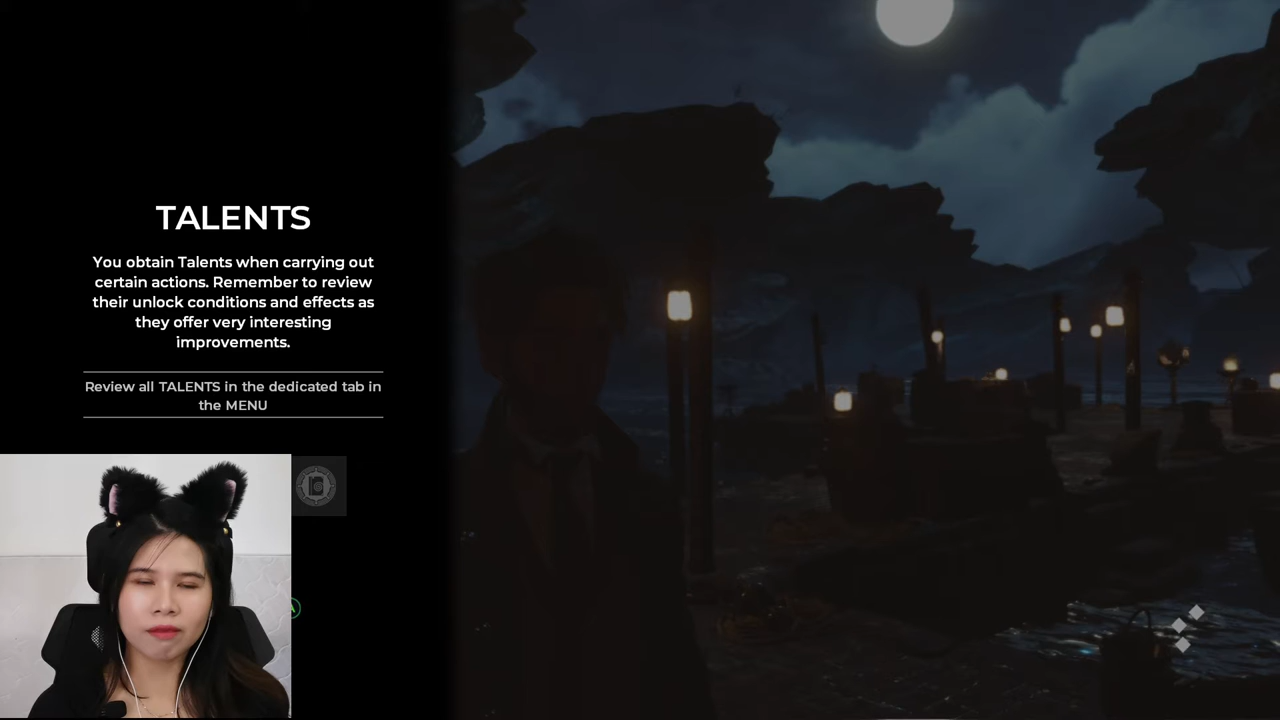 TALENTS
You obtain Talents when carrying out
certain actions. Remember to review
their unlock conditions and effects as
they offer very interesting
improvements.
Review all TALENTS in the dedicated tab in
the MENU